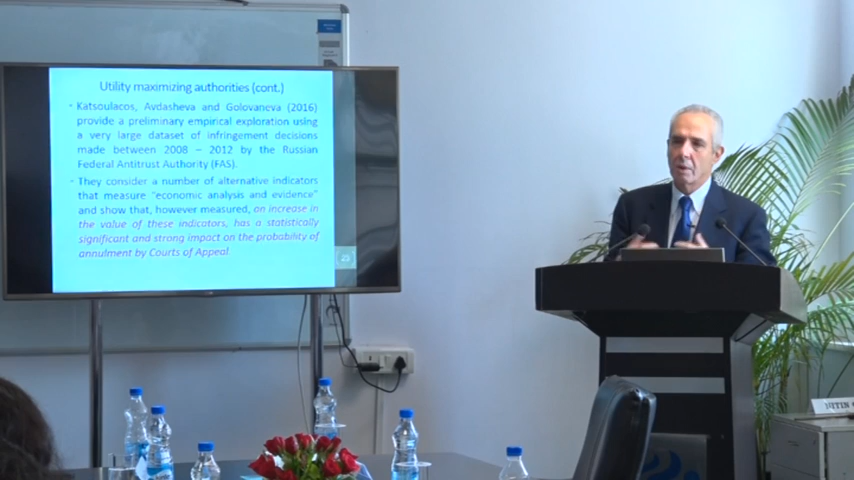 Utility maximizing authorities (cont.)
- Katsoulacos, Avdasheva and Golovaneva (2016)
provide a preliminary empirical exploration using
a very large dataset of infringement decisions
made between 2008 – 2012 by the Russian
Federal Antitrust Authority (FAS).
- They consider a number of alternative indicators
that measure "economic analysis and evidence"
and show that, however measured, an increase in
the value of these indicators, has a statistically
significant and strong impact on the probability of
annulment by Courts of Appeal.
25